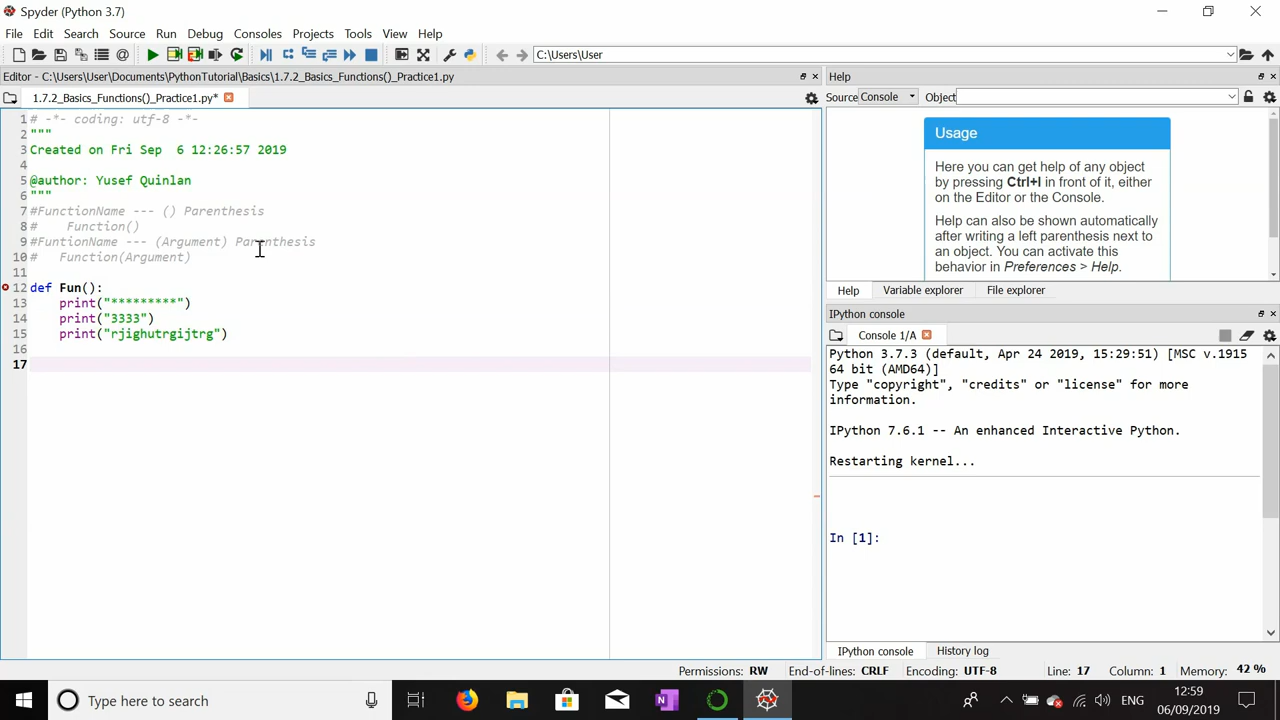 Spyder (Python 3.7)
File Edit Search Source Run Debug Consoles Projects Tools View Help
C:\Users\User
Editor - C:\Users\User\Documents\PythonTutorial\Basics\1.7.2_Basics_Functions()_Practice1.py
1.7.2_Basics_Functions()_Practice1.py*
1 # -*- coding: utf-8 -*-
2 """
3 Created on Fri Sep  6 12:26:57 2019
4
5 @author: Yusef Quinlan
6 """
7 #FunctionName --- () Parenthesis
8 #    Function()
9 #FuntionName --- (Argument) Parenthesis
10 #   Function(Argument)
11
12 def Fun():
13     print("*********")
14     print("3333")
15     print("rjighutrgijtrg")
16
17
Help
Source Console Object
Usage
Here you can get help of any object
by pressing Ctrl+I in front of it, either
on the Editor or the Console.
Help can also be shown automatically
after writing a left parenthesis next to
an object. You can activate this
behavior in Preferences > Help.
Help Variable explorer File explorer
IPython console
Console 1/A
Python 3.7.3 (default, Apr 24 2019, 15:29:51) [MSC v.1915
64 bit (AMD64)]
Type "copyright", "credits" or "license" for more
information.
IPython 7.6.1 -- An enhanced Interactive Python.
Restarting kernel...
In [1]:
IPython console History log
Permissions: RW End-of-lines: CRLF Encoding: UTF-8 Line: 17 Column: 1 Memory: 42 %
Type here to search
ENG
12:59
06/09/2019